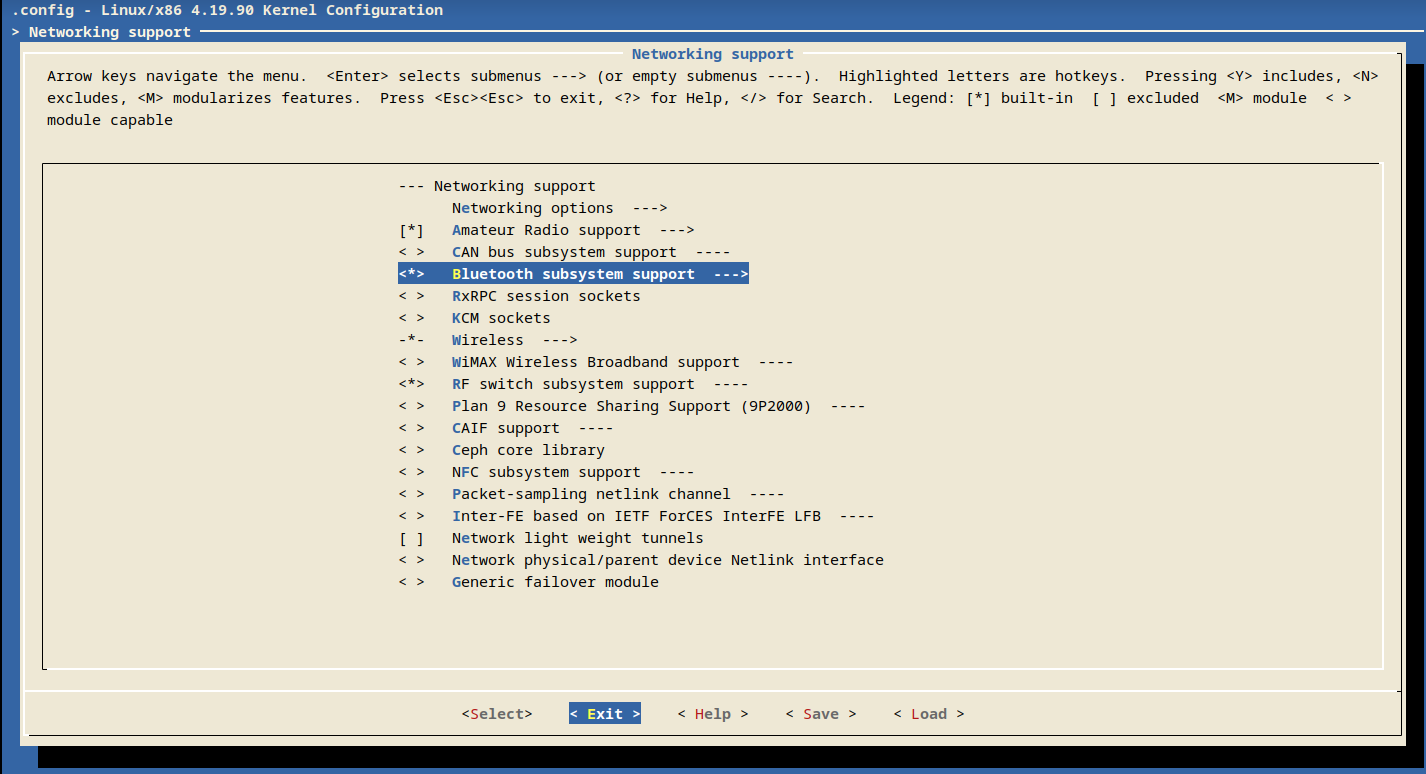 .config - Linux/x86 4.19.90 Kernel Configuration
> Networking support
Networking support
Arrow keys navigate the menu.  <Enter> selects submenus ---> (or empty submenus ----).  Highlighted letters are hotkeys.  Pressing <Y> includes, <N>
excludes, <M> modularizes features.  Press <Esc><Esc> to exit, <?> for Help, </> for Search.  Legend: [*] built-in  [ ] excluded  <M> module  < >
module capable
--- Networking support
Networking options  --->
[*]   Amateur Radio support  --->
< >   CAN bus subsystem support  ----
<*>   Bluetooth subsystem support  --->
< >   RxRPC session sockets
< >   KCM sockets
-*-   Wireless  --->
< >   WiMAX Wireless Broadband support  ----
<*>   RF switch subsystem support  ----
< >   Plan 9 Resource Sharing Support (9P2000)  ----
< >   CAIF support  ----
< >   Ceph core library
< >   NFC subsystem support  ----
< >   Packet-sampling netlink channel  ----
< >   Inter-FE based on IETF ForCES InterFE LFB  ----
[ ]   Network light weight tunnels
< >   Network physical/parent device Netlink interface
< >   Generic failover module
<Select>    < Exit >    < Help >    < Save >    < Load >